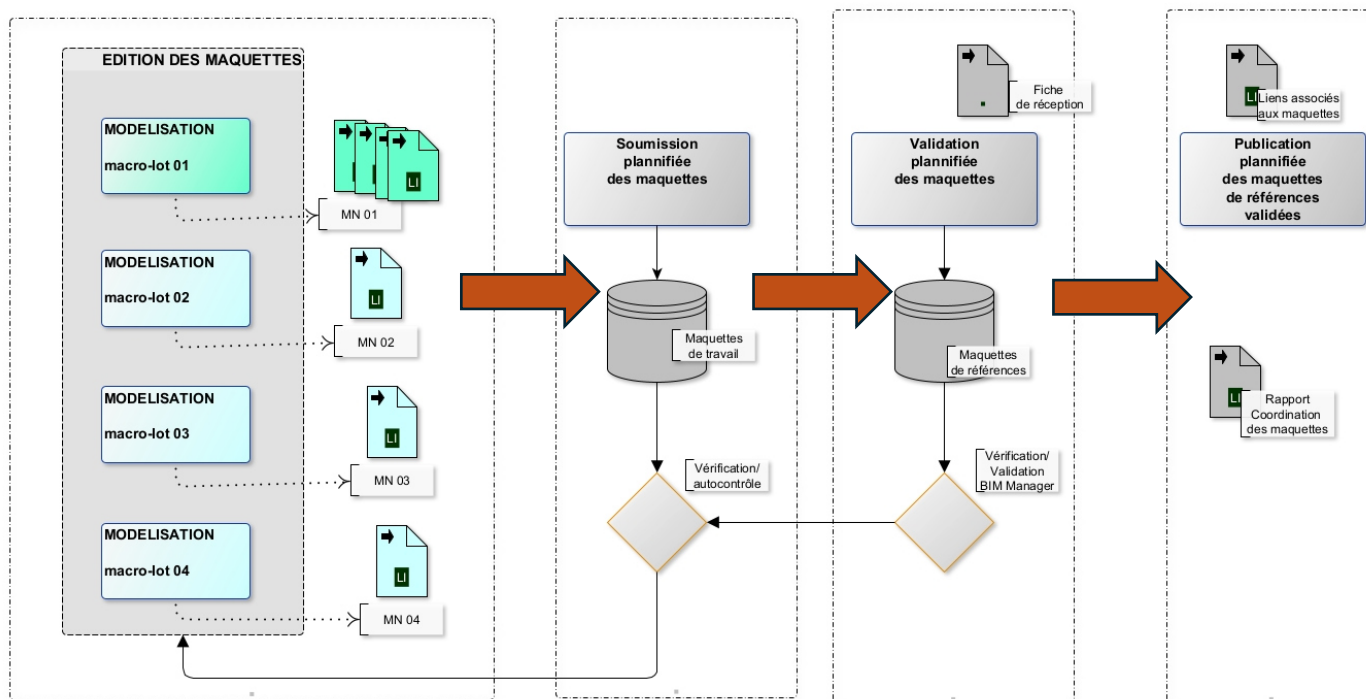 EDITION DES MAQUETTES
MODELISATION
macro-lot 01
LI
MN 01
MODELISATION
macro-lot 02
LI
MN 02
MODELISATION
macro-lot 03
LI
MN 03
MODELISATION
macro-lot 04
LI
MN 04
Soumission
plannifiée
des maquettes
Maquettes
de travail
Vérification/
autocontrôle
Fiche
de réception
Validation
plannifiée
des maquettes
Maquettes
de références
Vérification/
Validation
BIM Manager
LI
Liens associés
aux maquettes
Publication
plannifiée
des maquettes
de références
validées
LI
Rapport
Coordination
des maquettes